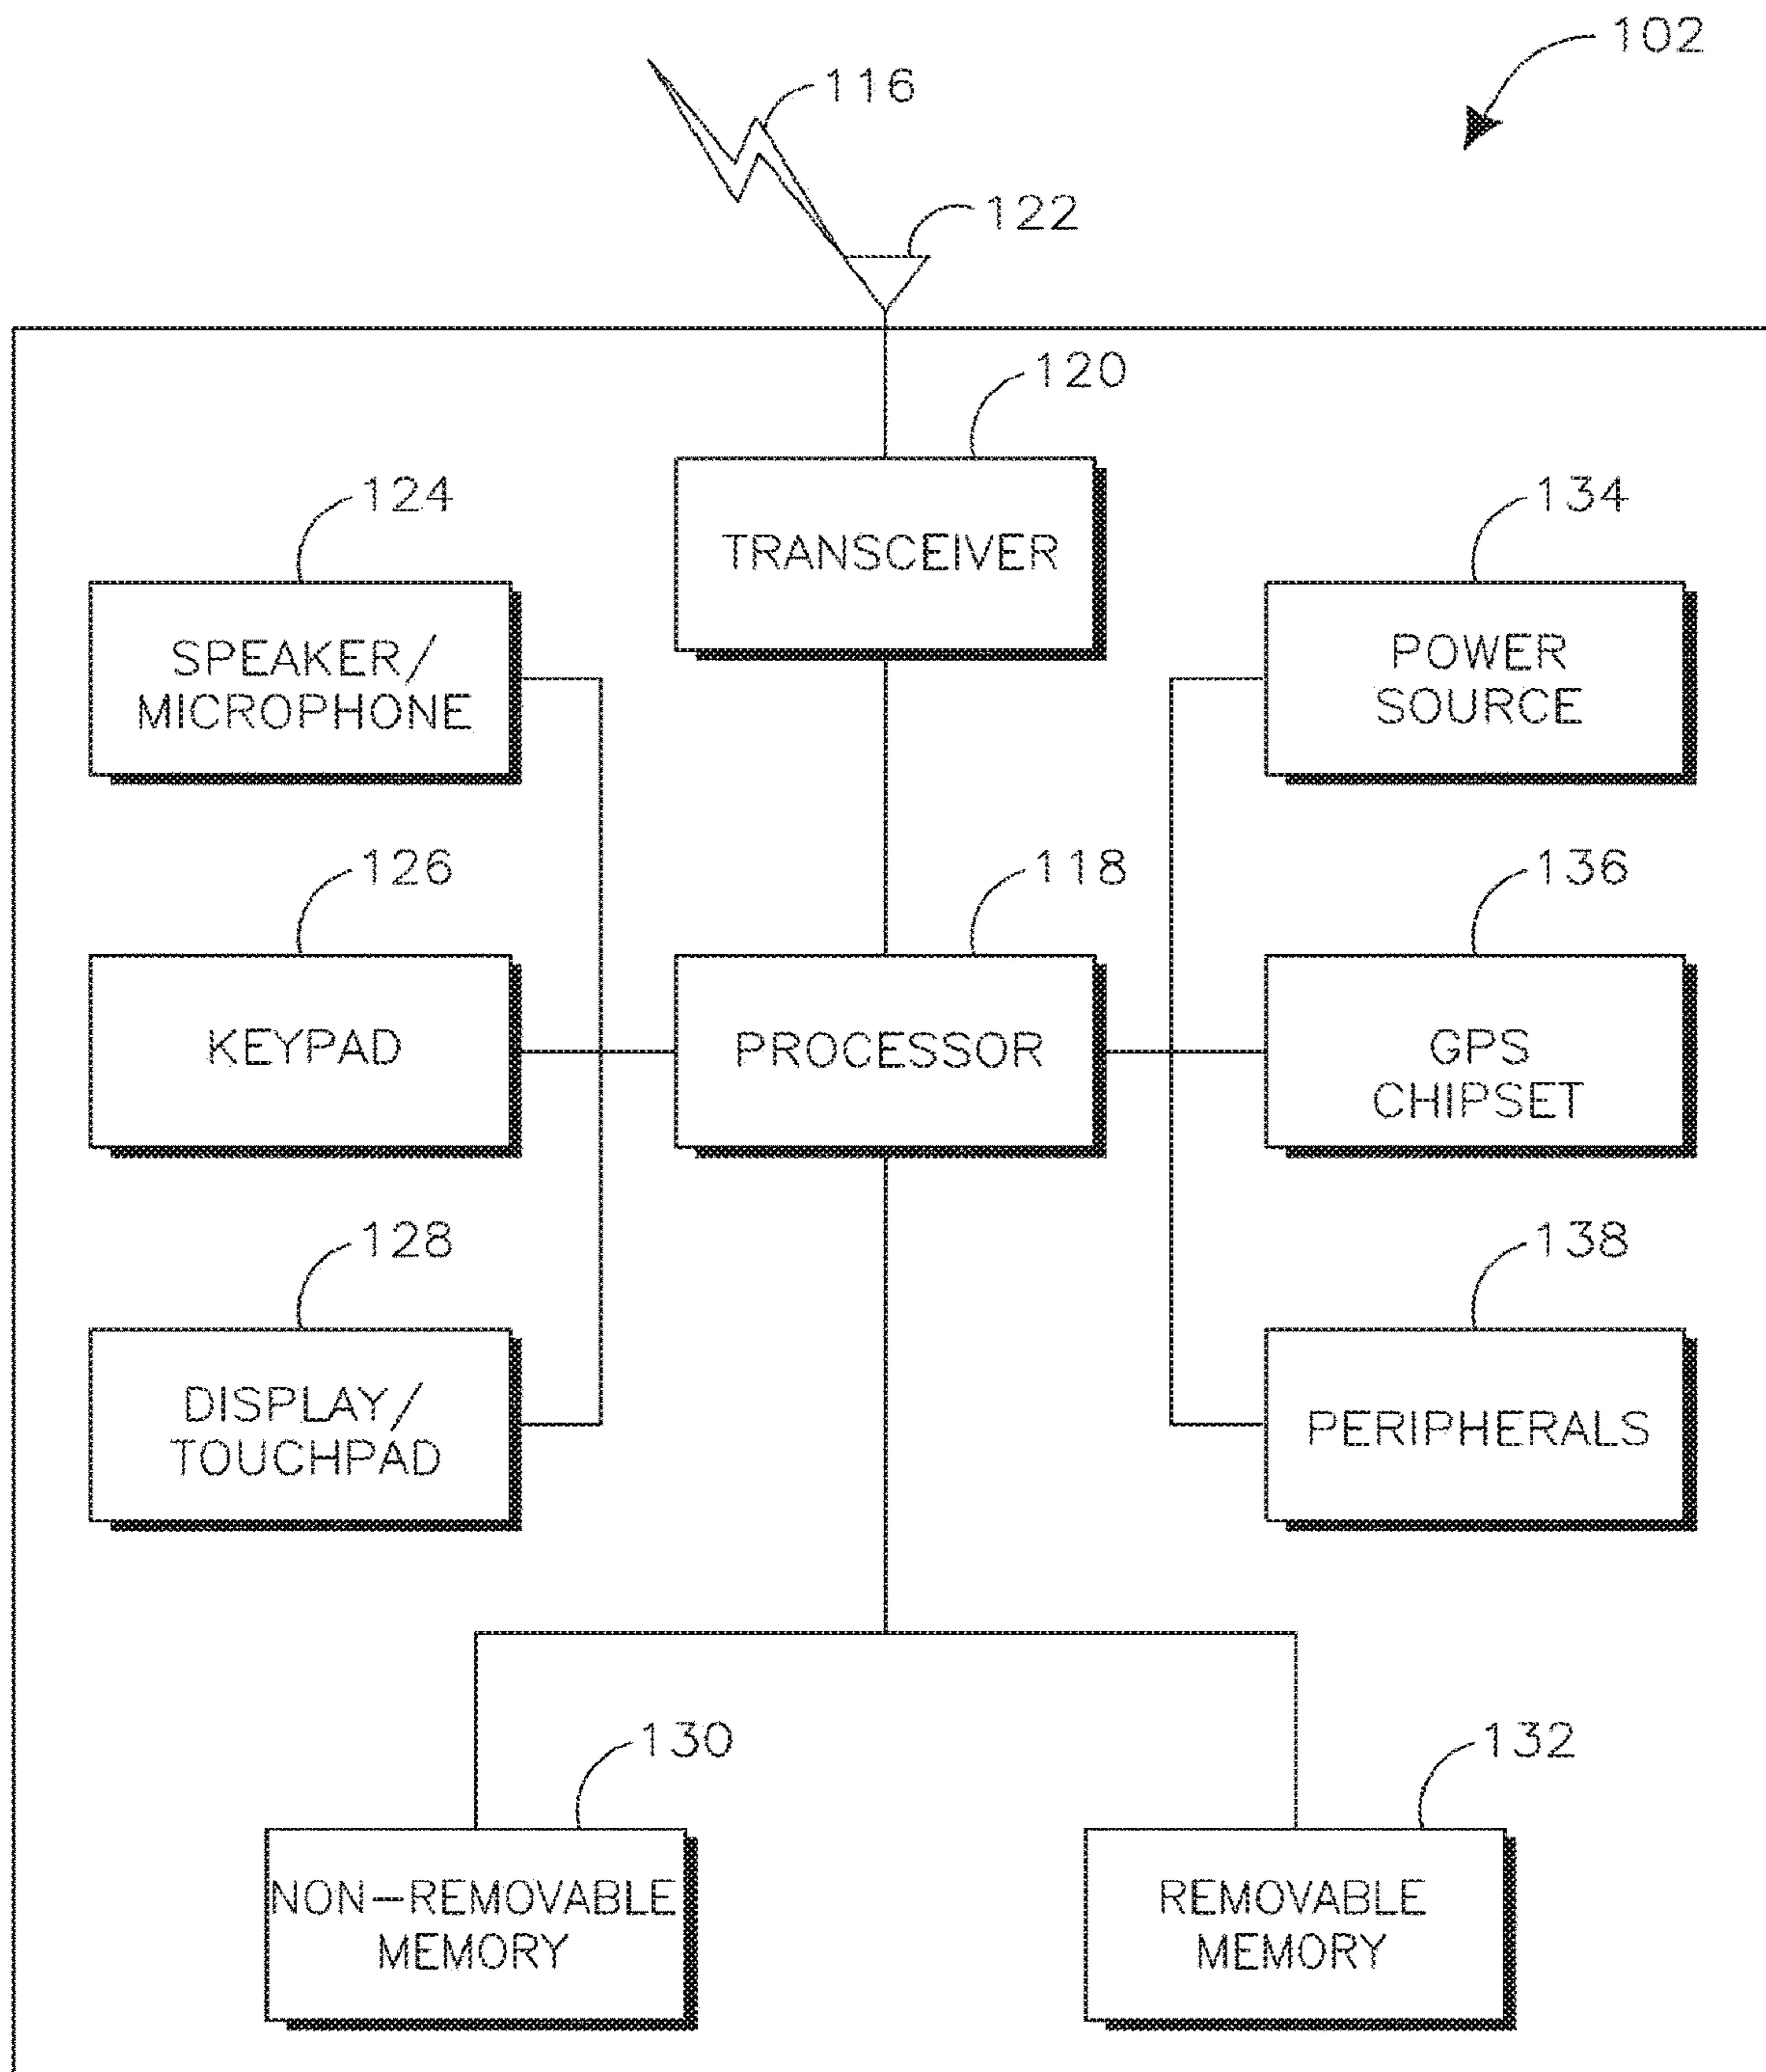 102
116
122
120
TRANSCEIVER
124
SPEAKER/
MICROPHONE
134
POWER
SOURCE
126
KEYPAD
118
PROCESSOR
136
GPS
CHIPSET
128
DISPLAY/
TOUCHPAD
138
PERIPHERALS
130
NON-REMOVABLE
MEMORY
132
REMOVABLE
MEMORY